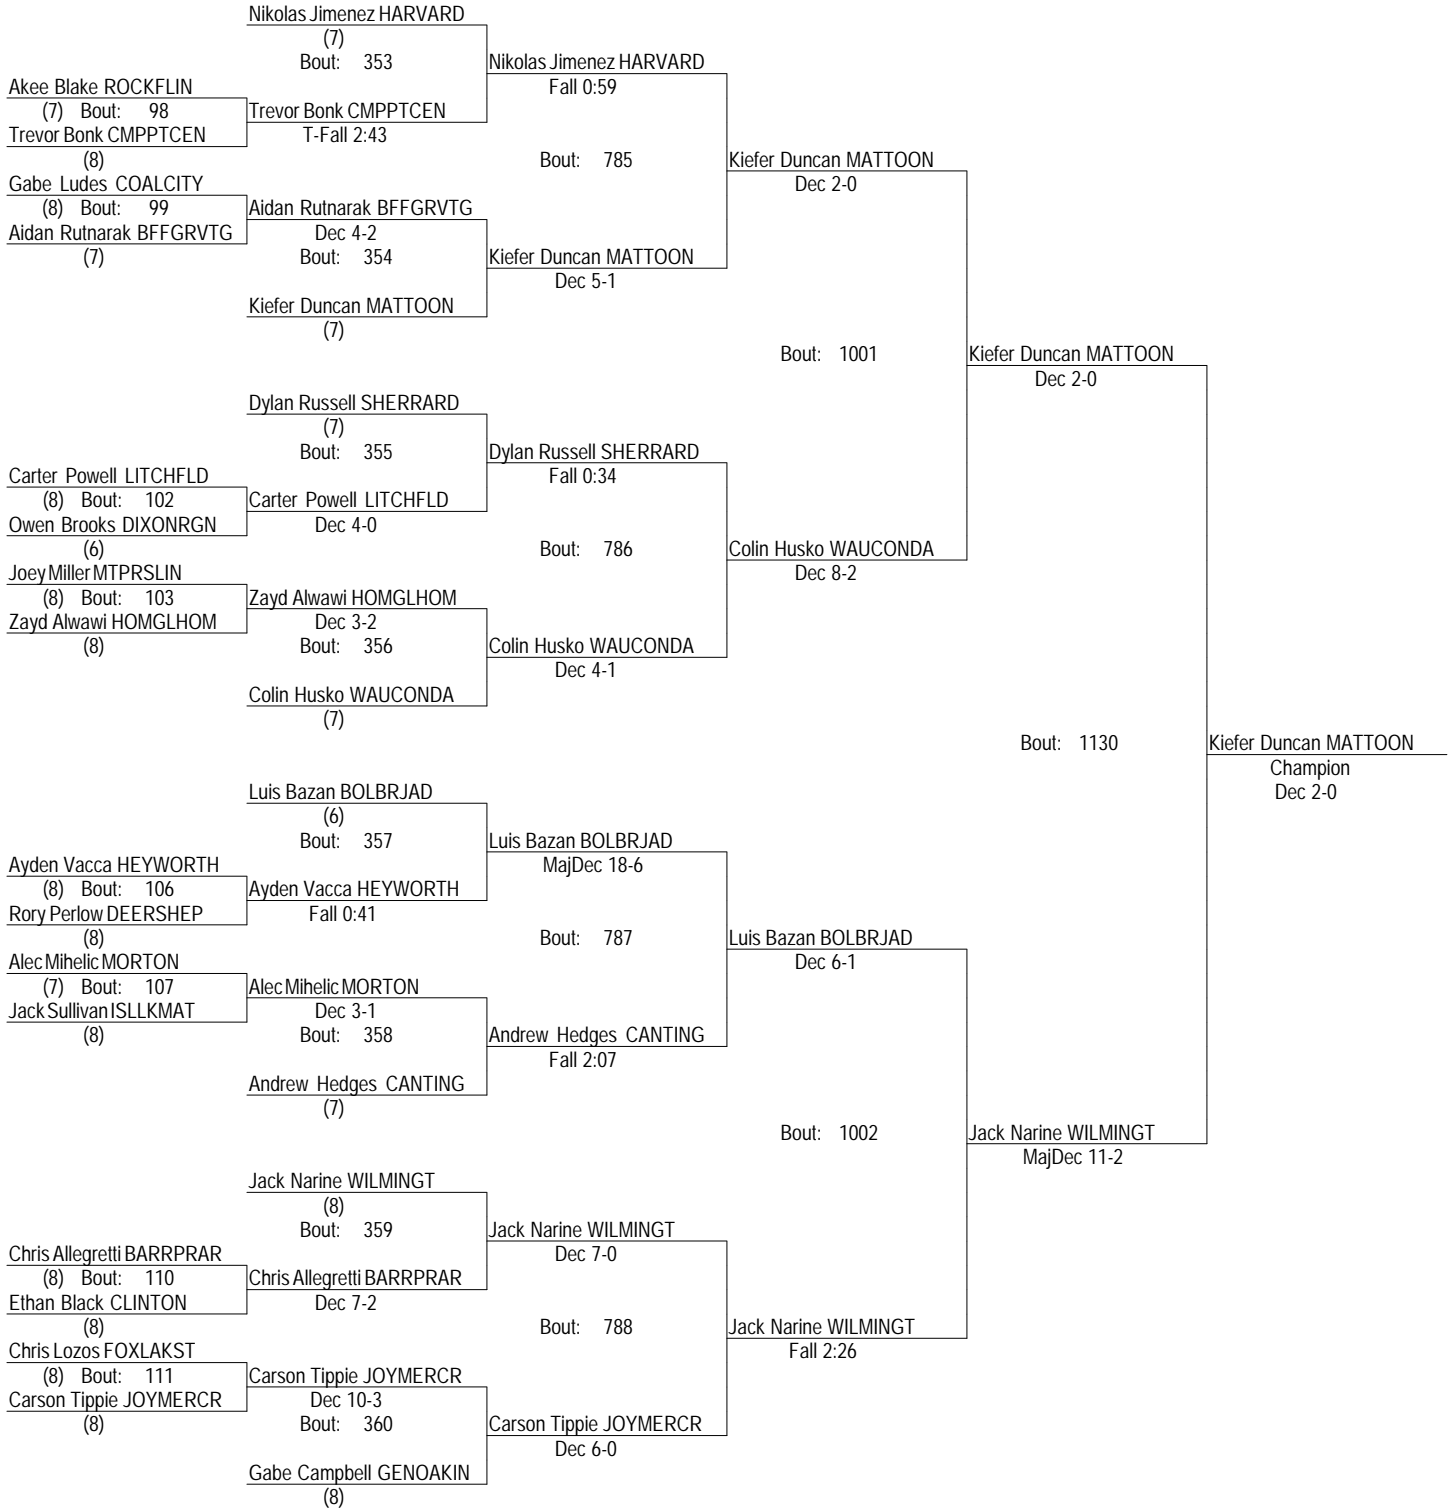 Nikolas Jimenez HARVARD
(7)
Bout: 353
Nikolas Jimenez HARVARD
Fall 0:59
Akee Blake ROCKFLIN
(7) Bout: 98
Trevor Bonk CMPPTCEN
T-Fall 2:43
Trevor Bonk CMPPTCEN
(8)
Bout: 785
Kiefer Duncan MATTOON
Dec 2-0
Gabe Ludes COALCITY
(8) Bout: 99
Aidan Rutnarak BFFGRVTG
Dec 4-2
Aidan Rutnarak BFFGRVTG
(7)
Bout: 354
Kiefer Duncan MATTOON
Dec 5-1
Kiefer Duncan MATTOON
(7)
Bout: 1001
Kiefer Duncan MATTOON
Dec 2-0
Dylan Russell SHERRARD
(7)
Bout: 355
Dylan Russell SHERRARD
Fall 0:34
Carter Powell LITCHFLD
(8) Bout: 102
Carter Powell LITCHFLD
Dec 4-0
Owen Brooks DIXONRGN
(6)
Bout: 786
Colin Husko WAUCONDA
Dec 8-2
Joey Miller MTPRSLIN
(8) Bout: 103
Zayd Alwawi HOMGLHOM
Dec 3-2
Zayd Alwawi HOMGLHOM
(8)
Bout: 356
Colin Husko WAUCONDA
Dec 4-1
Colin Husko WAUCONDA
(7)
Bout: 1130
Kiefer Duncan MATTOON
Champion
Dec 2-0
Luis Bazan BOLBRJAD
(6)
Bout: 357
Luis Bazan BOLBRJAD
MajDec 18-6
Ayden Vacca HEYWORTH
(8) Bout: 106
Ayden Vacca HEYWORTH
Fall 0:41
Rory Perlow DEERSHEP
(8)
Bout: 787
Luis Bazan BOLBRJAD
Dec 6-1
Alec Mihelic MORTON
(7) Bout: 107
Alec Mihelic MORTON
Dec 3-1
Jack Sullivan ISLLKMAT
(8)
Bout: 358
Andrew Hedges CANTING
Fall 2:07
Andrew Hedges CANTING
(7)
Bout: 1002
Jack Narine WILMINGT
MajDec 11-2
Jack Narine WILMINGT
(8)
Bout: 359
Jack Narine WILMINGT
Dec 7-0
Chris Allegretti BARRPRAR
(8) Bout: 110
Chris Allegretti BARRPRAR
Dec 7-2
Ethan Black CLINTON
(8)
Bout: 788
Jack Narine WILMINGT
Fall 2:26
Chris Lozos FOXLAKST
(8) Bout: 111
Carson Tippie JOYMERCR
Dec 10-3
Carson Tippie JOYMERCR
(8)
Bout: 360
Carson Tippie JOYMERCR
Dec 6-0
Gabe Campbell GENOAKIN
(8)